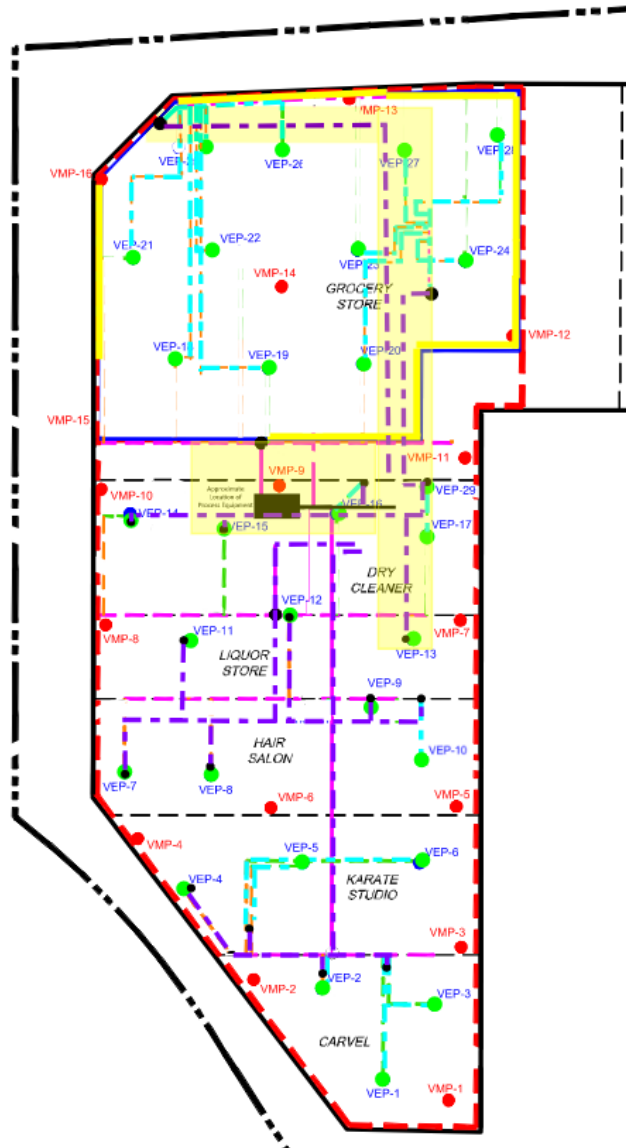 VMP-13
VEP-26
VEP-27
VMP-16
VEP-21
VEP-22
VEP-23
VEP-24
VMP-14
GROCERY
STORE
VMP-12
VEP-18
VEP-19
VEP-20
VMP-15
VMP-11
VMP-9
VMP-10
Approximate
Location of
Process Equipment
VEP-29
VEP-14
VEP-15
VEP-16
VEP-17
DRY
CLEANER
VEP-12
VMP-8
VMP-7
VEP-11
VEP-13
LIQUOR
STORE
VEP-9
HAIR
SALON
VEP-10
VEP-7
VEP-8
VMP-6
VMP-5
VMP-4
VEP-5
VEP-6
VEP-4
KARATE
STUDIO
VMP-3
VMP-2
VEP-2
VEP-3
CARVEL
VEP-1
VMP-1